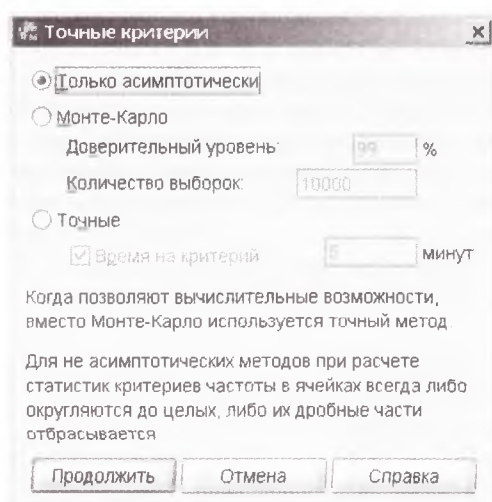 Точные критерии
Только асимптотически
Монте-Карло
Доверительный уровень: 99 %
Количество выборок: 10000
Точные
Время на критерий 5 минут
Когда позволяют вычислительные возможности,
вместо Монте-Карло используется точный метод.
Для не асимптотических методов при расчете
статистик критериев частоты в ячейках всегда либо
округляются до целых, либо их дробные части
отбрасывается
Продолжить Отмена Справка